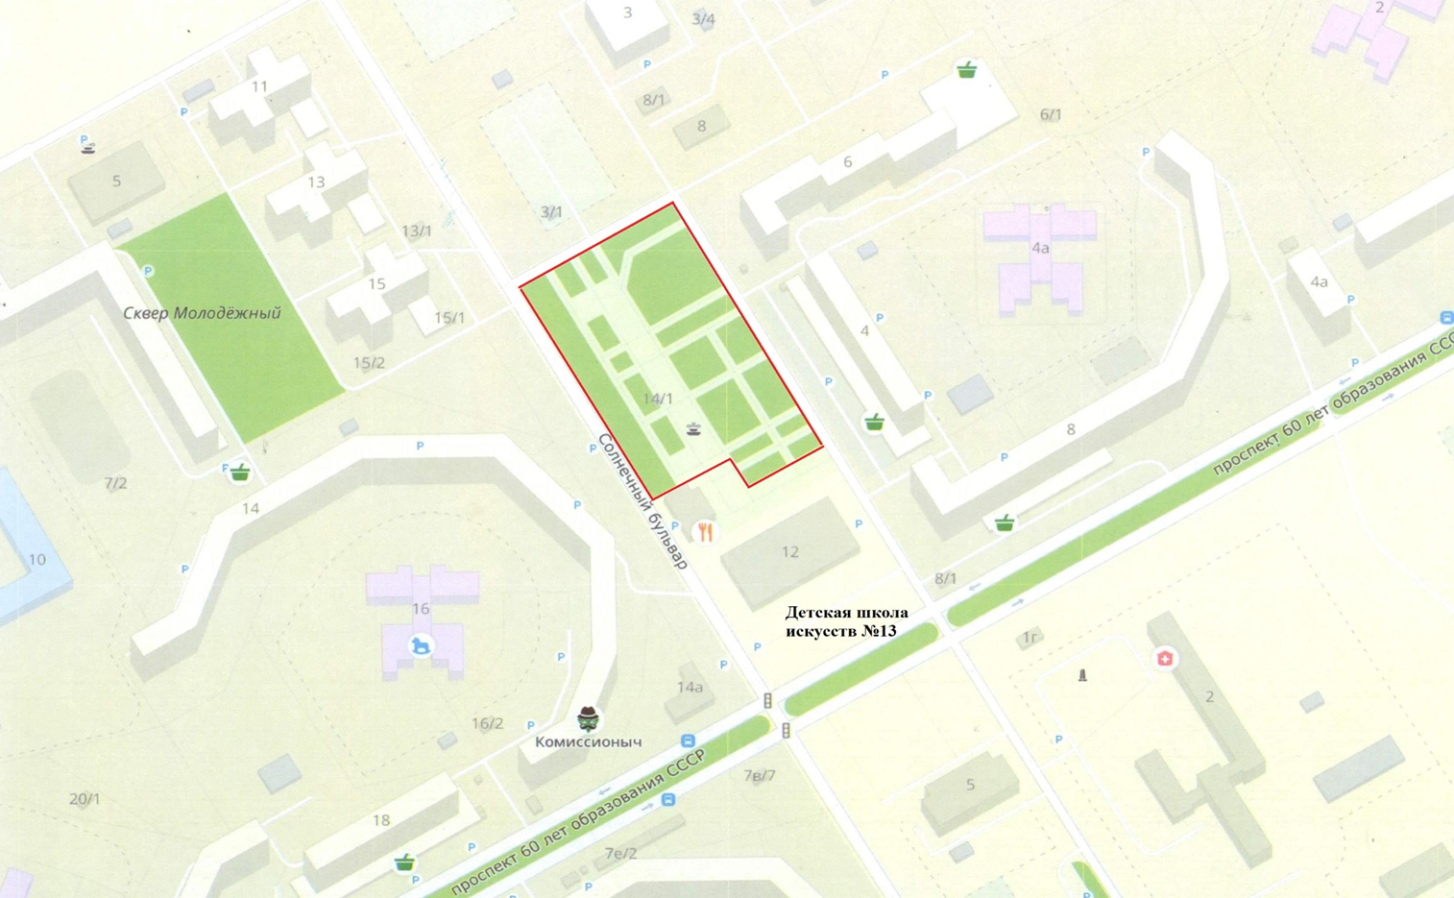 3
3/4
2
11
8/1
8
6/1
5
13
6
3/1
13/1
4а
15
4а
Сквер Молодёжный
15/1
4
15/2
14/1
8
проспект 60 лет образования СССР
Солнечный бульвар
7/2
14
10
12
8/1
16
Детская школа
искусств №13
1г
14а
2
16/2
Комиссионыч
проспект 60 лет образования СССР
7в/7
5
20/1
18
7е/2